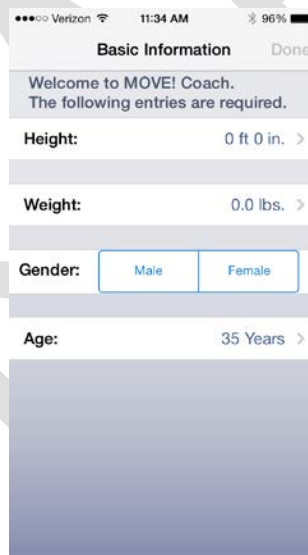 Verizon 11:34 AM 96%
Basic Information Done
Welcome to MOVE! Coach.
The following entries are required.
Height: 0 ft 0 in.
Weight: 0.0 lbs.
Gender: Male Female
Age: 35 Years